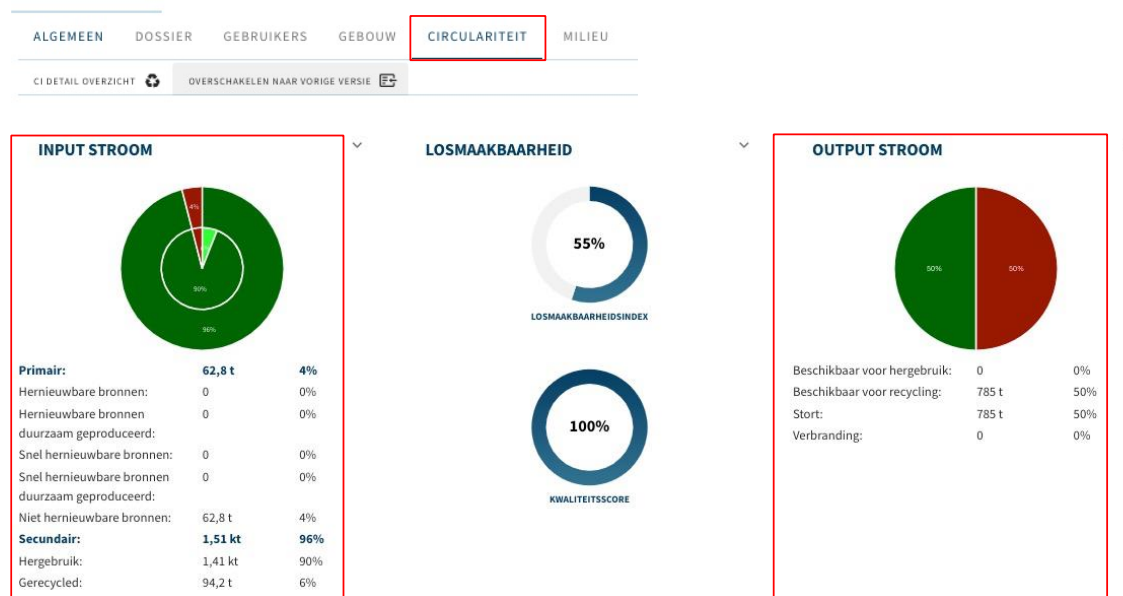 ALGEMEEN DOSSIER GEBRUIKERS GEBOUW CIRCULARITEIT MILIEU
CI DETAIL OVERZICHT OVERSCHAKELEN NAAR VORIGE VERSIE
INPUT STROOM
4%
90%
96%
Primair: 62,8 t 4%
Hernieuwbare bronnen: 0 0%
Hernieuwbare bronnen
duurzaam geproduceerd: 0 0%
Snel hernieuwbare bronnen: 0 0%
Snel hernieuwbare bronnen
duurzaam geproduceerd: 0 0%
Niet hernieuwbare bronnen: 62,8 t 4%
Secundair: 1,51 kt 96%
Hergebruik: 1,41 kt 90%
Gerecycled: 94,2 t 6%
LOSMAAKBAARHEID
55%
LOSMAAKBAARHEIDSINDEX
100%
KWALITEITSSCORE
OUTPUT STROOM
50% 50%
Beschikbaar voor hergebruik: 0 0%
Beschikbaar voor recycling: 785 t 50%
Stort: 785 t 50%
Verbranding: 0 0%